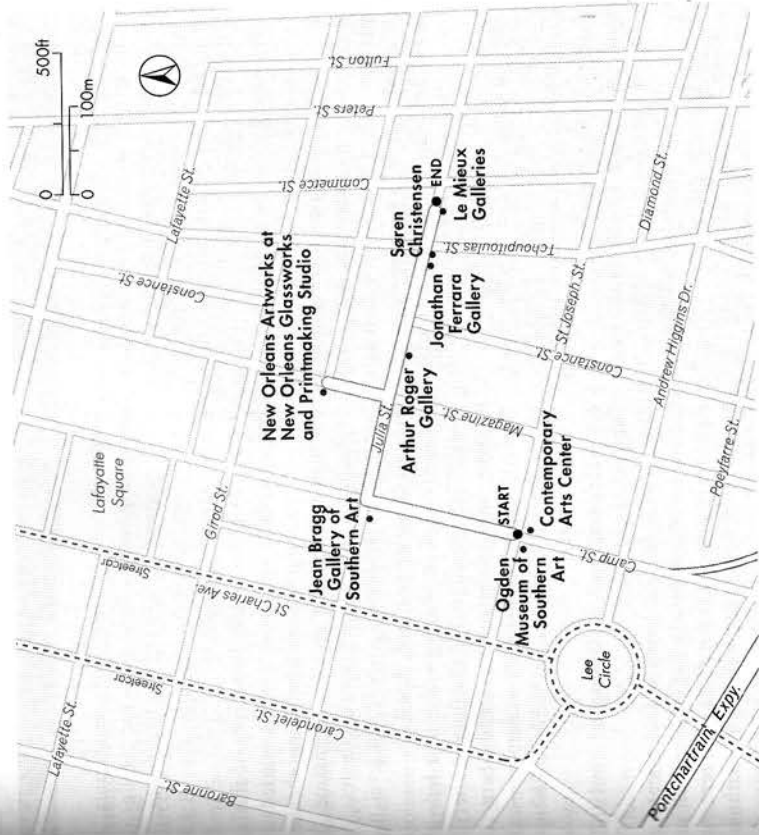 0
500ft
0
100m
Fulton St.
Peters St.
Commerce St.
Lafayette St.
Constance St.
Tchoupitoulas St.
Diamond St.
Søren
Christensen
END
Le Mieux
Galleries
Jonathan
Ferrara
Gallery
St Joseph St.
Constance St.
Andrew Higgins Dr.
New Orleans Artworks at
New Orleans Glassworks
and Printmaking Studio
Arthur Roger
Gallery
Julia St.
Magazine St.
Poeyfarre St.
Lafayatte
Square
Girod St.
Jean Bragg
Gallery of
Southern Art
START
Contemporary
Arts Center
Ogden
Museum of
Southern
Art
Camp St.
Streetcar
St Charles Ave.
Streetcar
Carondelet St.
Lee
Circle
Lafayette St.
Baronne St.
Pontchartrain Expy.